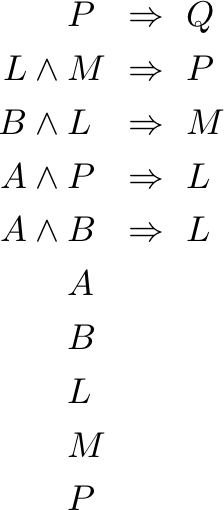 P ⇒ Q
L ∧ M ⇒ P
B ∧ L ⇒ M
A ∧ P ⇒ L
A ∧ B ⇒ L
A
B
L
M
P